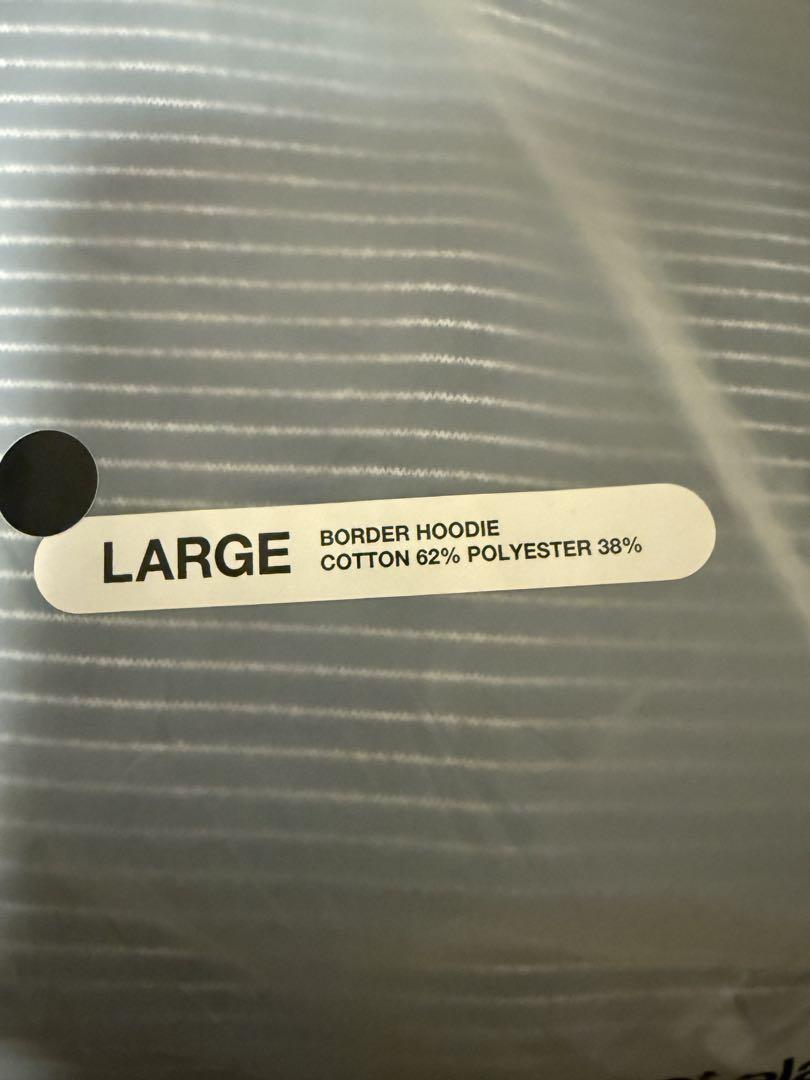 LARGE
BORDER HOODIE
COTTON 62% POLYESTER 38%